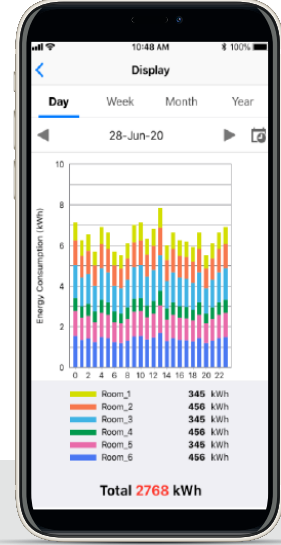 10:48 AM 100%
Display
Day Week Month Year
28-Jun-20
Energy Consumption (kWh)
10
8
6
4
2
0
0 2 4 6 8 10 12 14 16 18 20 22
Room_1 345 kWh
Room_2 456 kWh
Room_3 345 kWh
Room_4 456 kWh
Room_5 345 kWh
Room_6 456 kWh
Total 2768 kWh